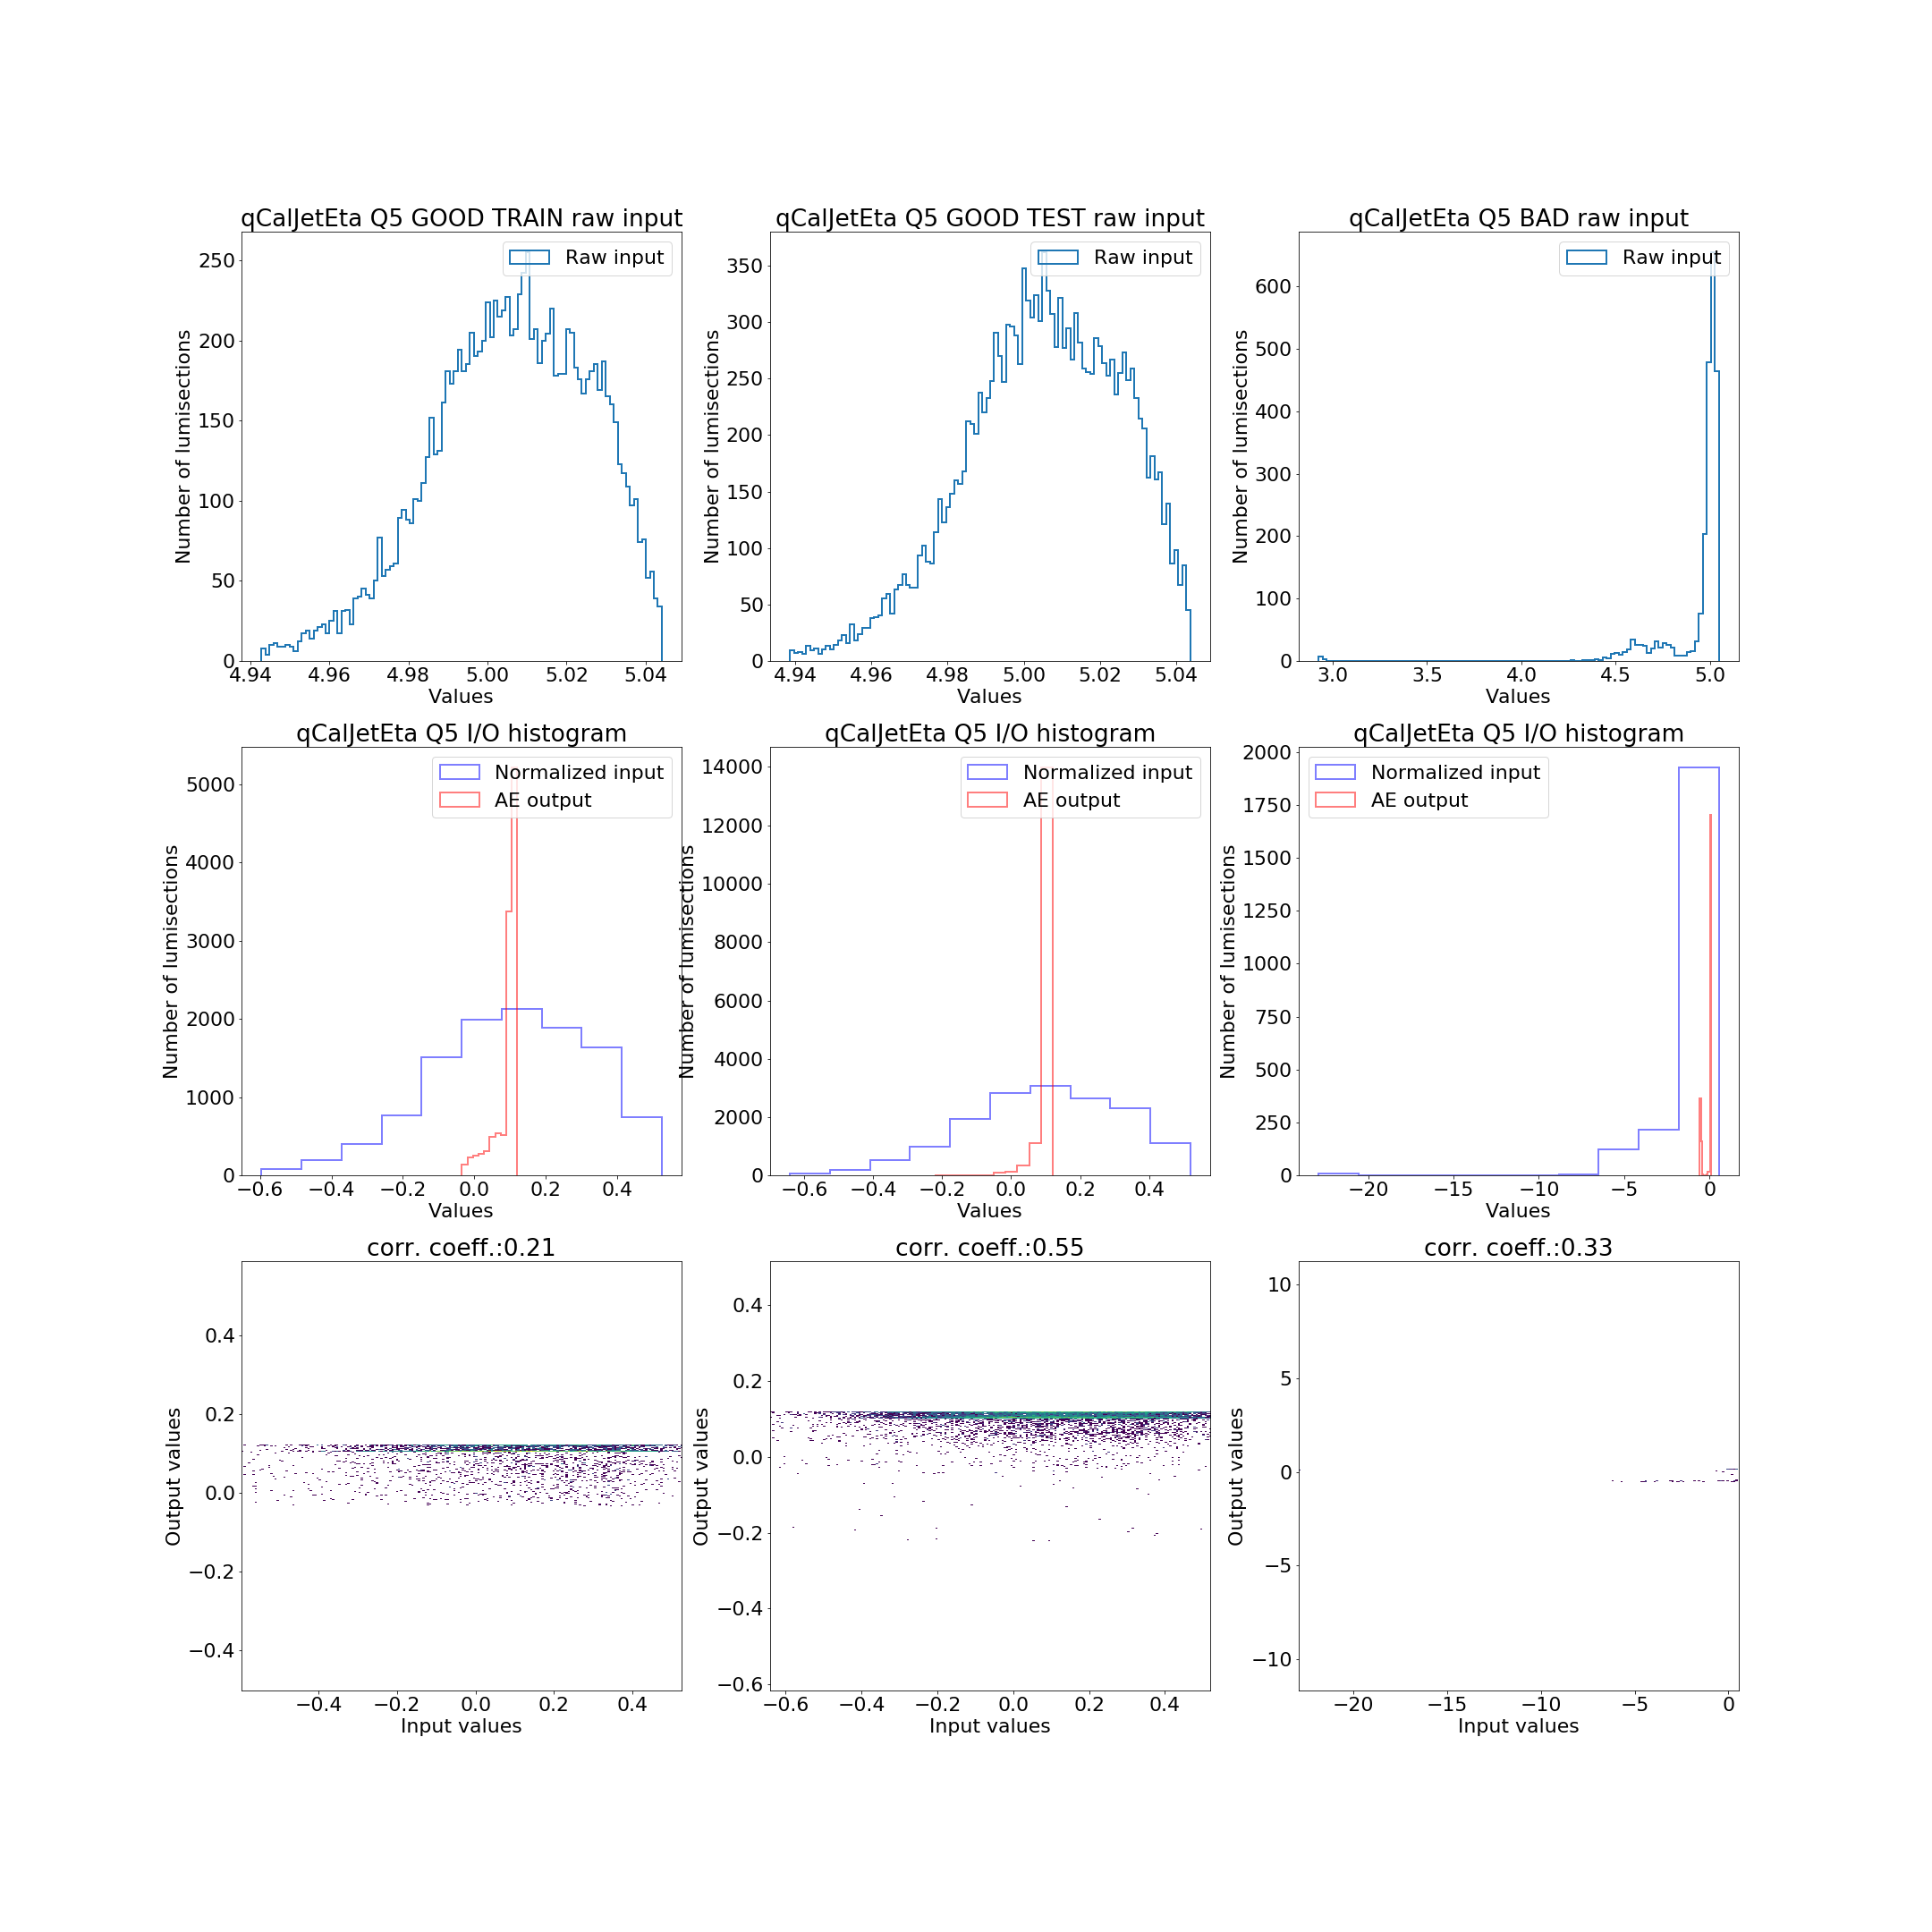 qCalJetEta Q5 GOOD TRAIN raw input
Number of lumisections
250
200
150
100
50
0
Raw input
4.94 4.96 4.98 5.00 5.02 5.04
Values
qCalJetEta Q5 GOOD TEST raw input
Number of lumisections
350
300
250
200
150
100
50
0
Raw input
4.94 4.96 4.98 5.00 5.02 5.04
Values
qCalJetEta Q5 BAD raw input
Number of lumisections
600
500
400
300
200
100
0
Raw input
3.0 3.5 4.0 4.5 5.0
Values
qCalJetEta Q5 I/O histogram
Number of lumisections
5000
4000
3000
2000
1000
0
Normalized input
AE output
−0.6 −0.4 −0.2 0.0 0.2 0.4
Values
qCalJetEta Q5 I/O histogram
Number of lumisections
14000
12000
10000
8000
6000
4000
2000
0
Normalized input
AE output
−0.6 −0.4 −0.2 0.0 0.2 0.4
Values
qCalJetEta Q5 I/O histogram
Number of lumisections
2000
1750
1500
1250
1000
750
500
250
0
Normalized input
AE output
−20 −15 −10 −5 0
Values
corr. coeff.:0.21
Output values
0.4
0.2
0.0
−0.2
−0.4
−0.4 −0.2 0.0 0.2 0.4
Input values
corr. coeff.:0.55
Output values
0.4
0.2
0.0
−0.2
−0.4
−0.6
−0.6 −0.4 −0.2 0.0 0.2 0.4
Input values
corr. coeff.:0.33
Output values
10
5
0
−5
−10
−20 −15 −10 −5 0
Input values